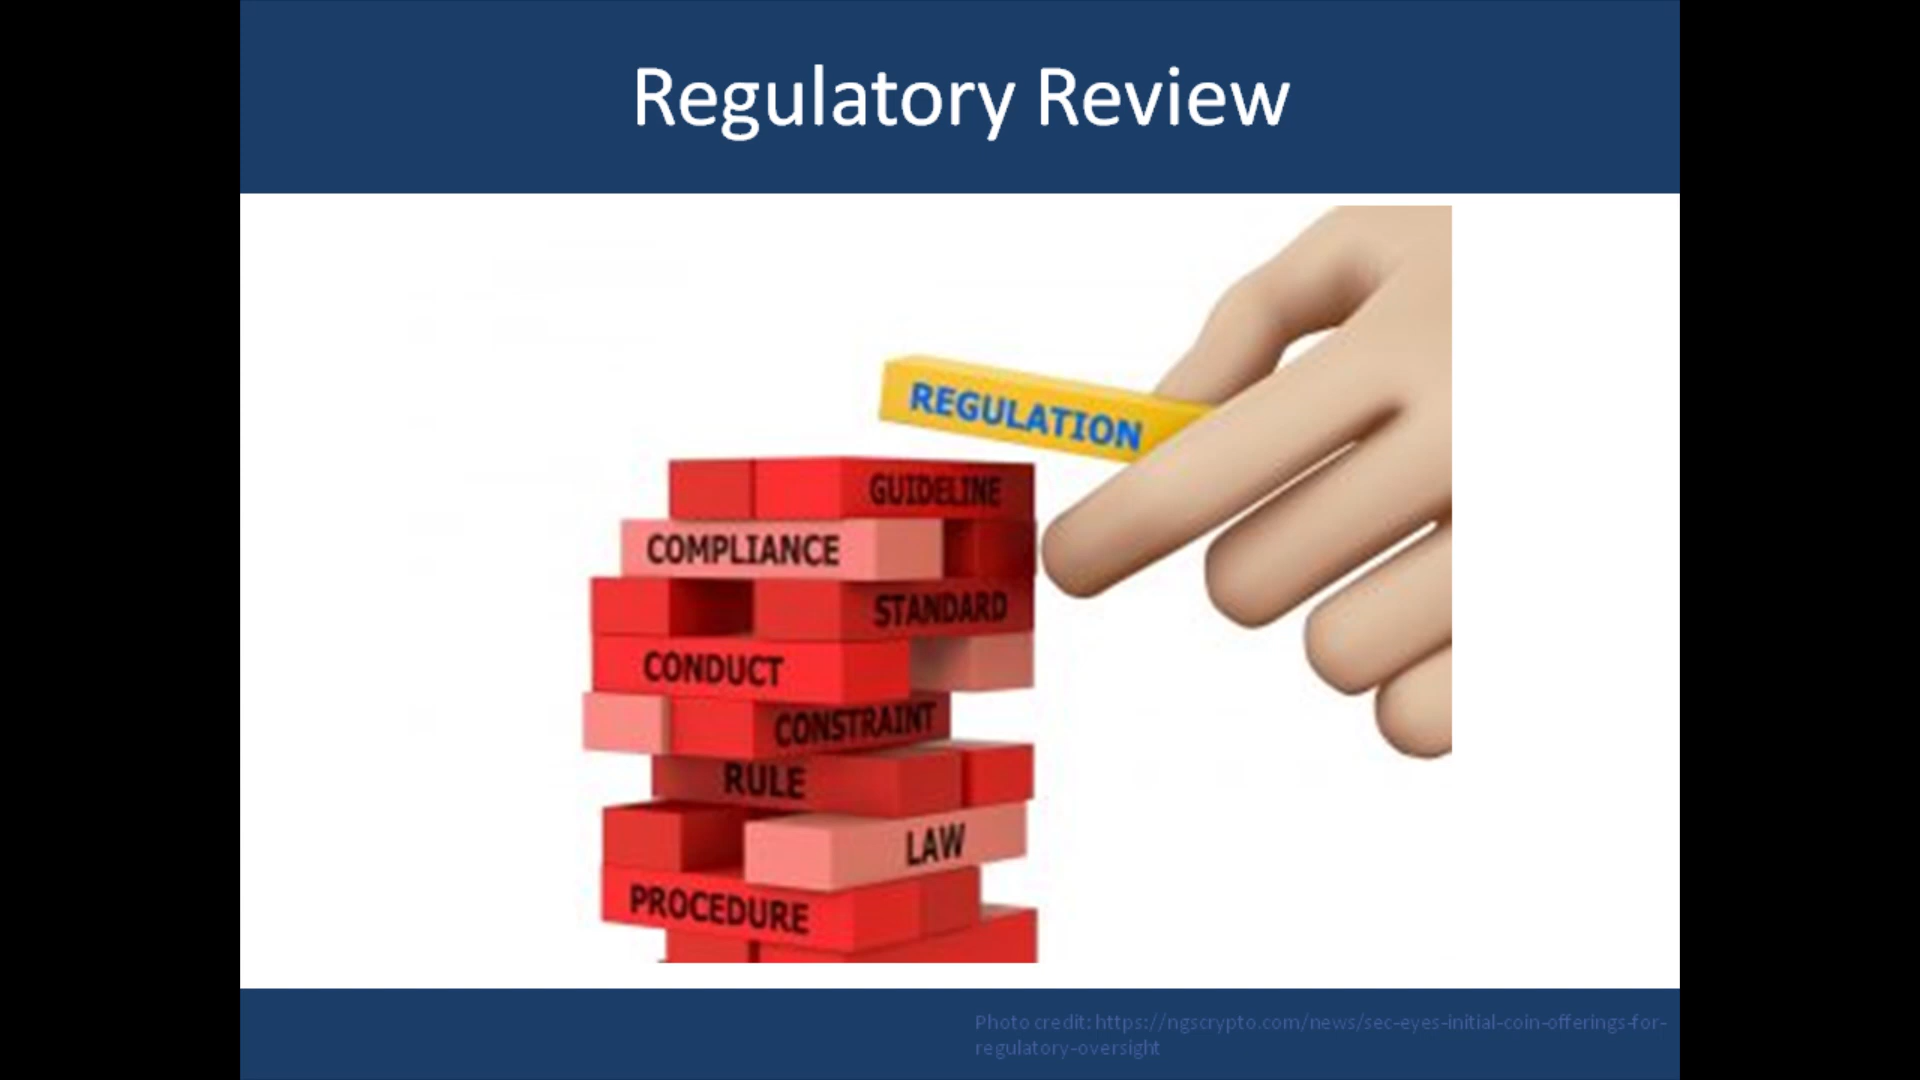 Regulatory Review
REGULATION
GUIDELINE
COMPLIANCE
STANDARD
CONDUCT
CONSTRAINT
RULE
LAW
PROCEDURE
Photo credit: https://ngscrypto.com/news/sec-eyes-initial-coin-offerings-for-
regulatory-oversight